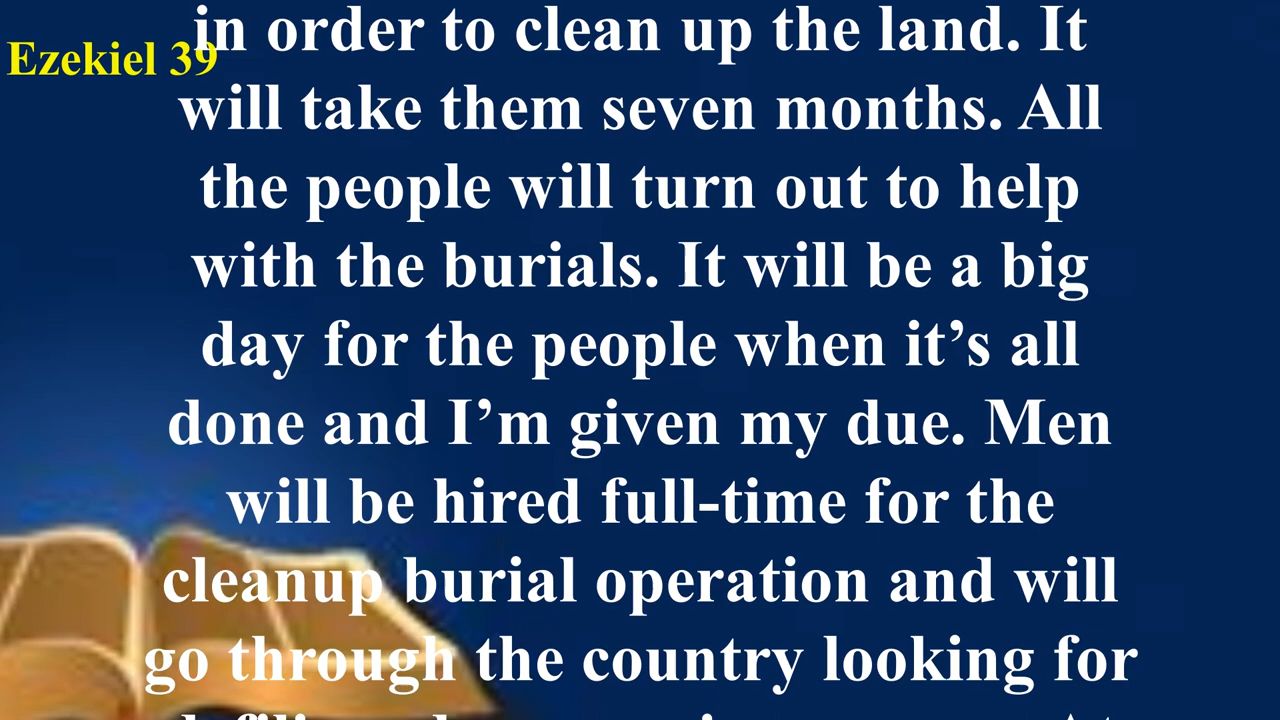 Ezekiel 39
in order to clean up the land. It
will take them seven months. All
the people will turn out to help
with the burials. It will be a big
day for the people when it’s all
done and I’m given my due. Men
will be hired full-time for the
cleanup burial operation and will
go through the country looking for